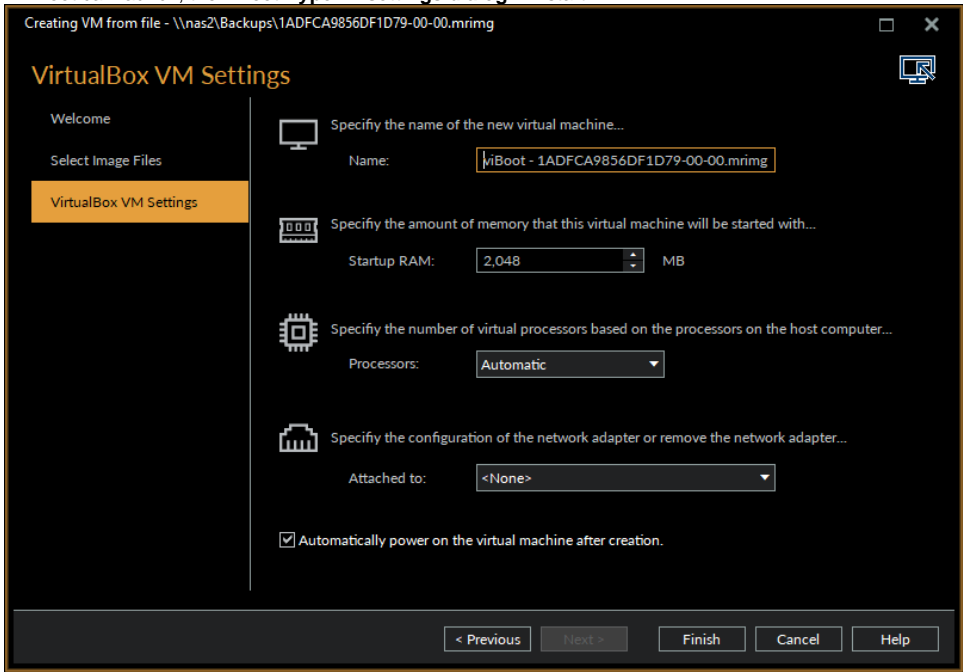 Creating VM from file - \\nas2\Backups\1ADFCA9856DF1D79-00-00.mrimg
VirtualBox VM Settings
Welcome
Select Image Files
VirtualBox VM Settings
Specify the name of the new virtual machine...
Name: viBoot - 1ADFCA9856DF1D79-00-00.mrimg
Specify the amount of memory that this virtual machine will be started with...
Startup RAM: 2,048 MB
Specify the number of virtual processors based on the processors on the host computer...
Processors: Automatic
Specify the configuration of the network adapter or remove the network adapter...
Attached to: <None>
Automatically power on the virtual machine after creation.
< Previous Next > Finish Cancel Help